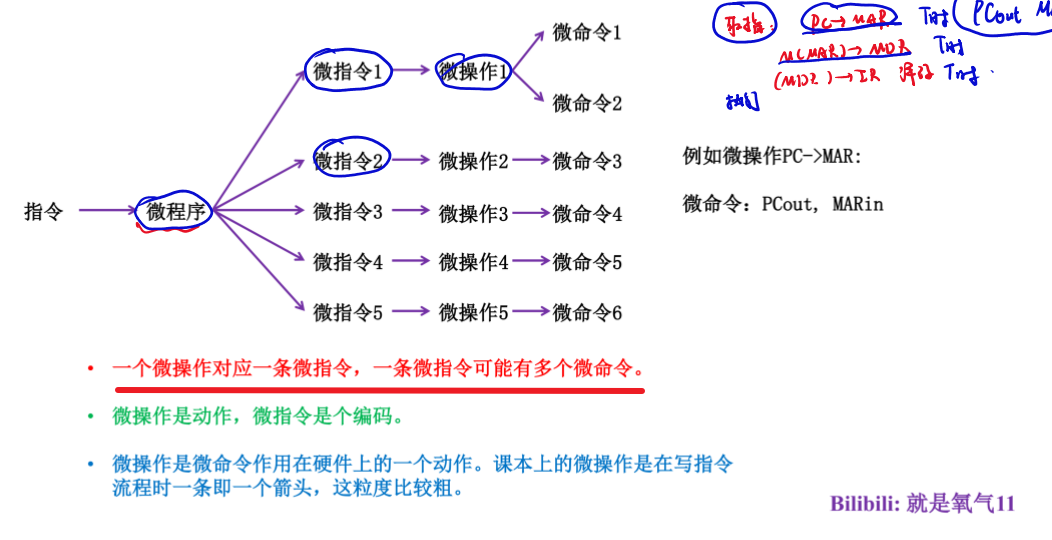 微命令1
取指: PC→MAR T时 PCout
微指令1 微操作1
M(MAR)→MDR T时
(MDR)→IR 译码 T时.
微命令2
微指令2 微操作2 微命令3
例如微操作PC->MAR:
指令 微程序 微指令3 微操作3 微命令4
微命令: PCout, MARin
微指令4 微操作4 微命令5
微指令5 微操作5 微命令6
• 一个微操作对应一条微指令，一条微指令可能有多个微命令。
• 微操作是动作，微指令是个编码。
• 微操作是微命令作用在硬件上的一个动作。课本上的微操作是在写指令
流程时一条即一个箭头，这粒度比较粗。
Bilibili: 就是氧气11